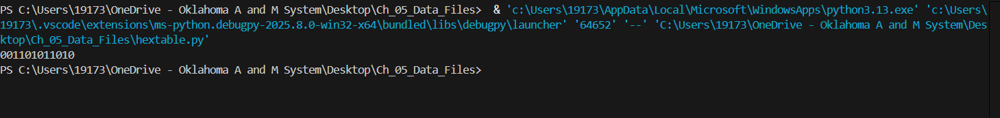 PS C:\Users\19173\OneDrive - Oklahoma A and M System\Desktop\Ch_05_Data_Files>  & 'c:\Users\19173\AppData\Local\Microsoft\WindowsApps\python3.13.exe' 'c:\Users\
19173\.vscode\extensions\ms-python.debugpy-2025.8.0-win32-x64\bundled\libs\debugpy\launcher' '64652' '--' 'C:\Users\19173\OneDrive - Oklahoma A and M System\Des
ktop\Ch_05_Data_Files\hextable.py'
001101011010
PS C:\Users\19173\OneDrive - Oklahoma A and M System\Desktop\Ch_05_Data_Files>